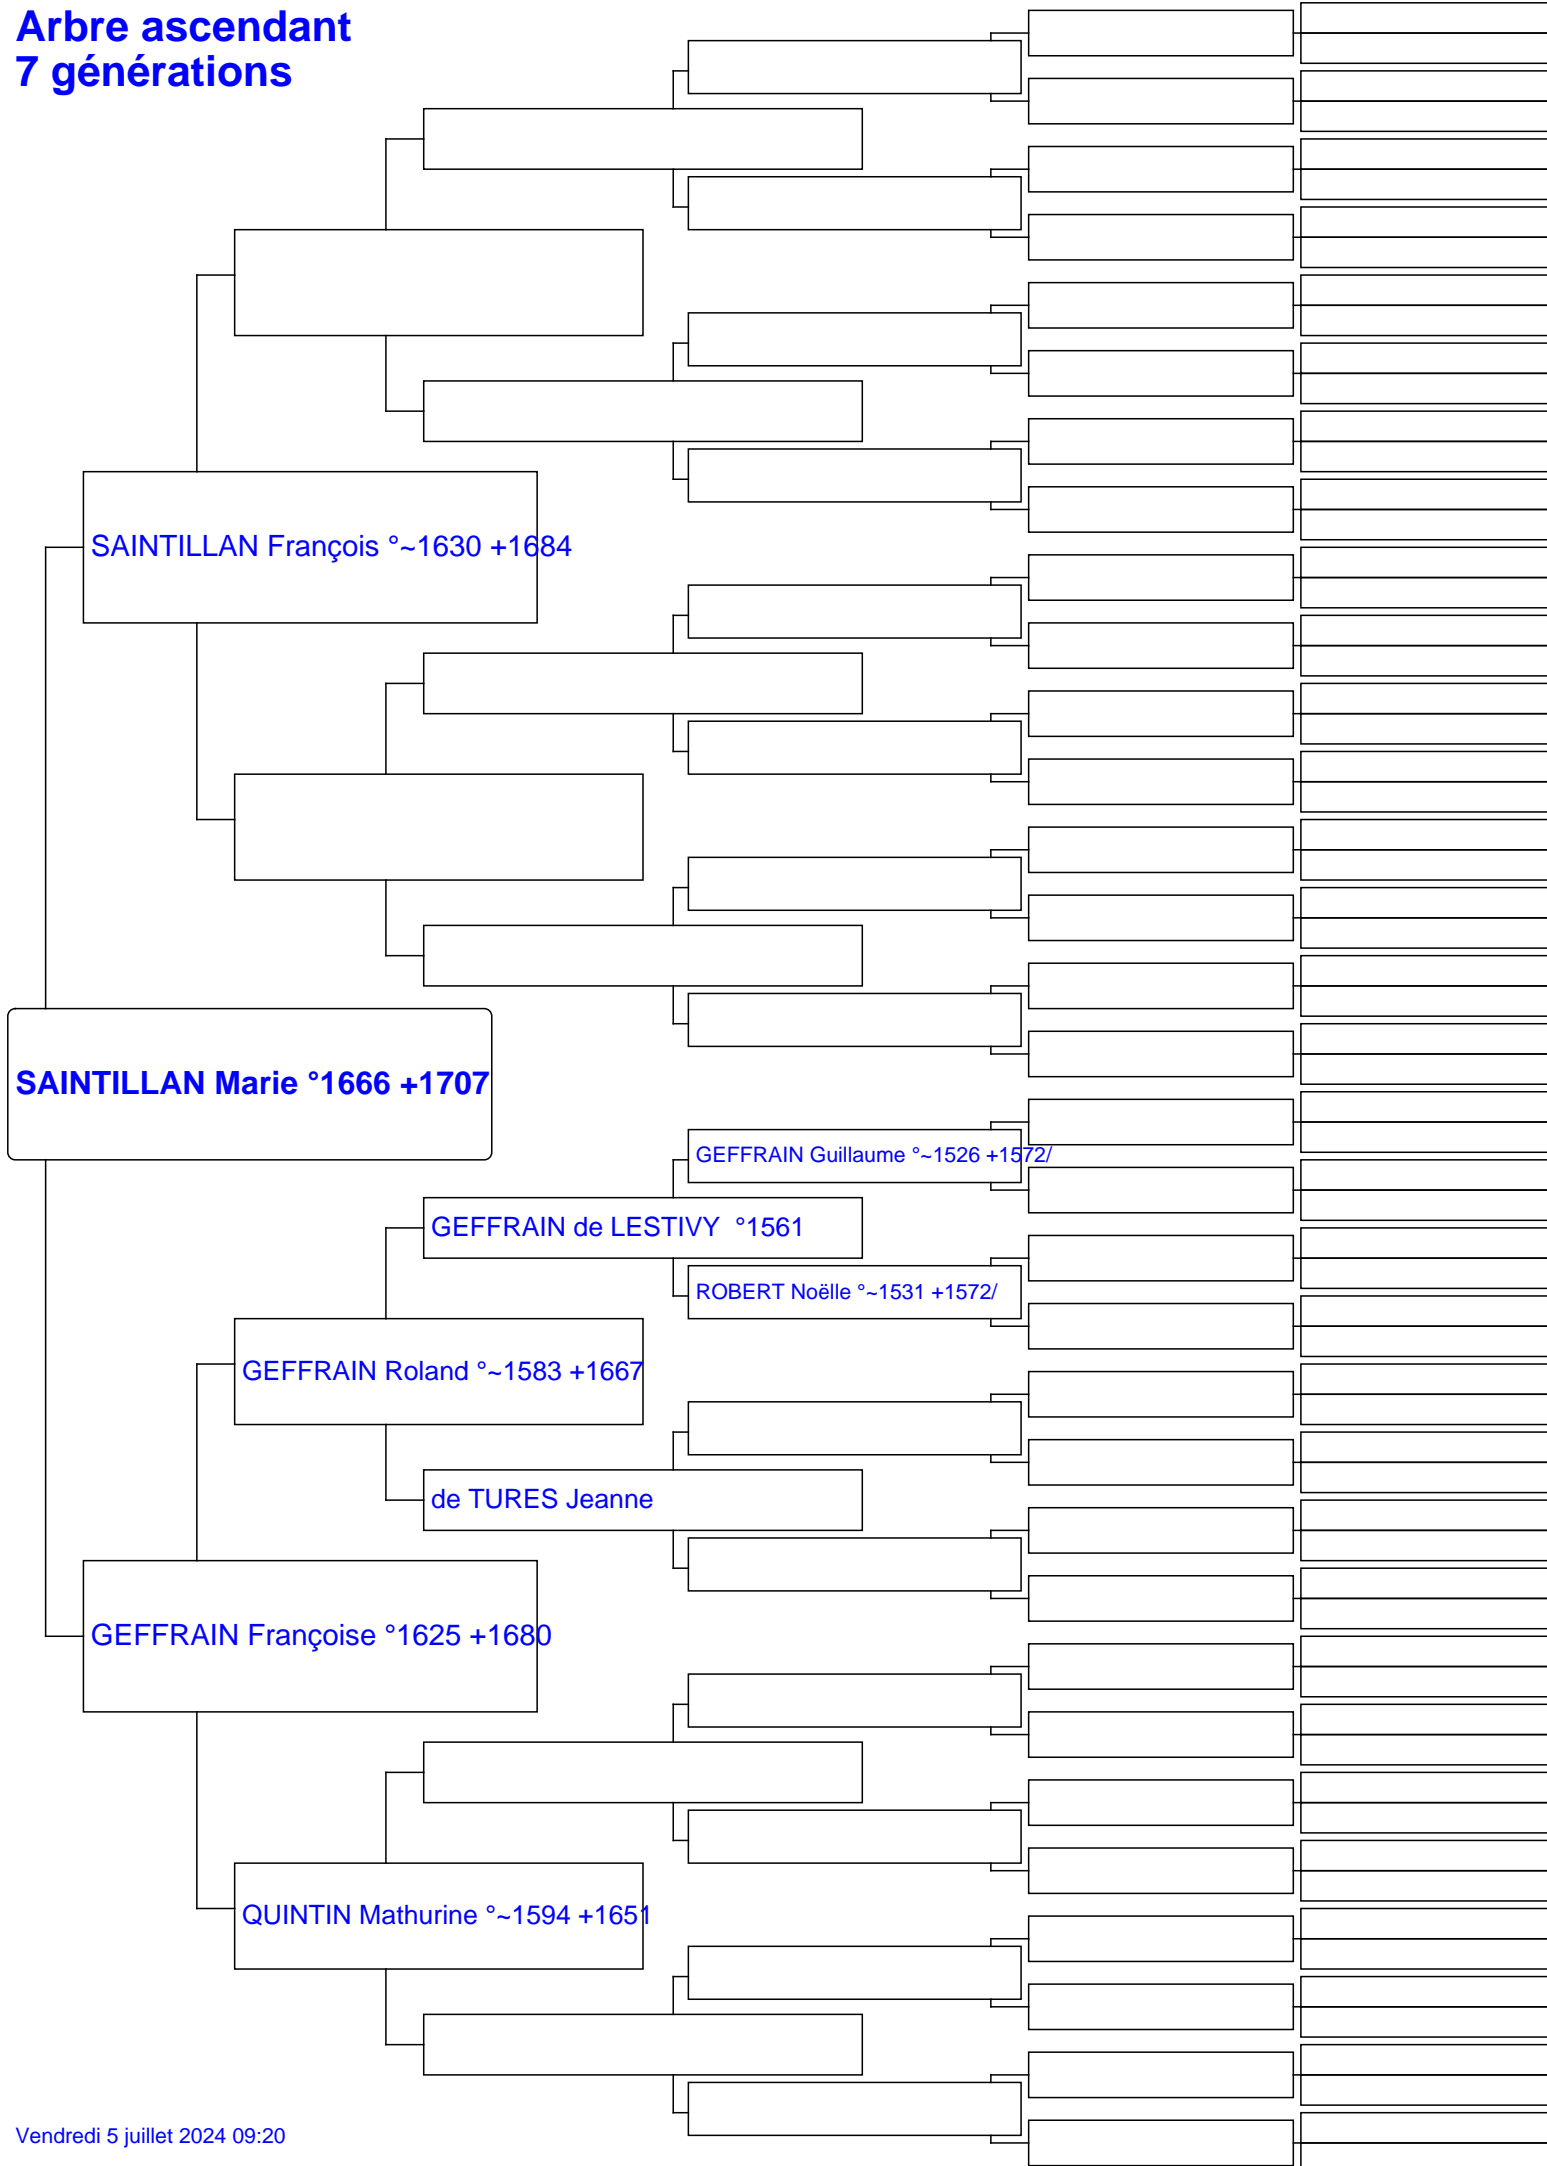 Arbre ascendant
7 générations
SAINTILLAN François °~1630 +1684
SAINTILLAN Marie °1666 +1707
GEFFRAIN Guillaume °~1526 +1572/
GEFFRAIN de LESTIVY  °1561
ROBERT Noëlle °~1531 +1572/
GEFFRAIN Roland °~1583 +1667
de TURES Jeanne
GEFFRAIN Françoise °1625 +1680
QUINTIN Mathurine °~1594 +1651
Vendredi 5 juillet 2024 09:20